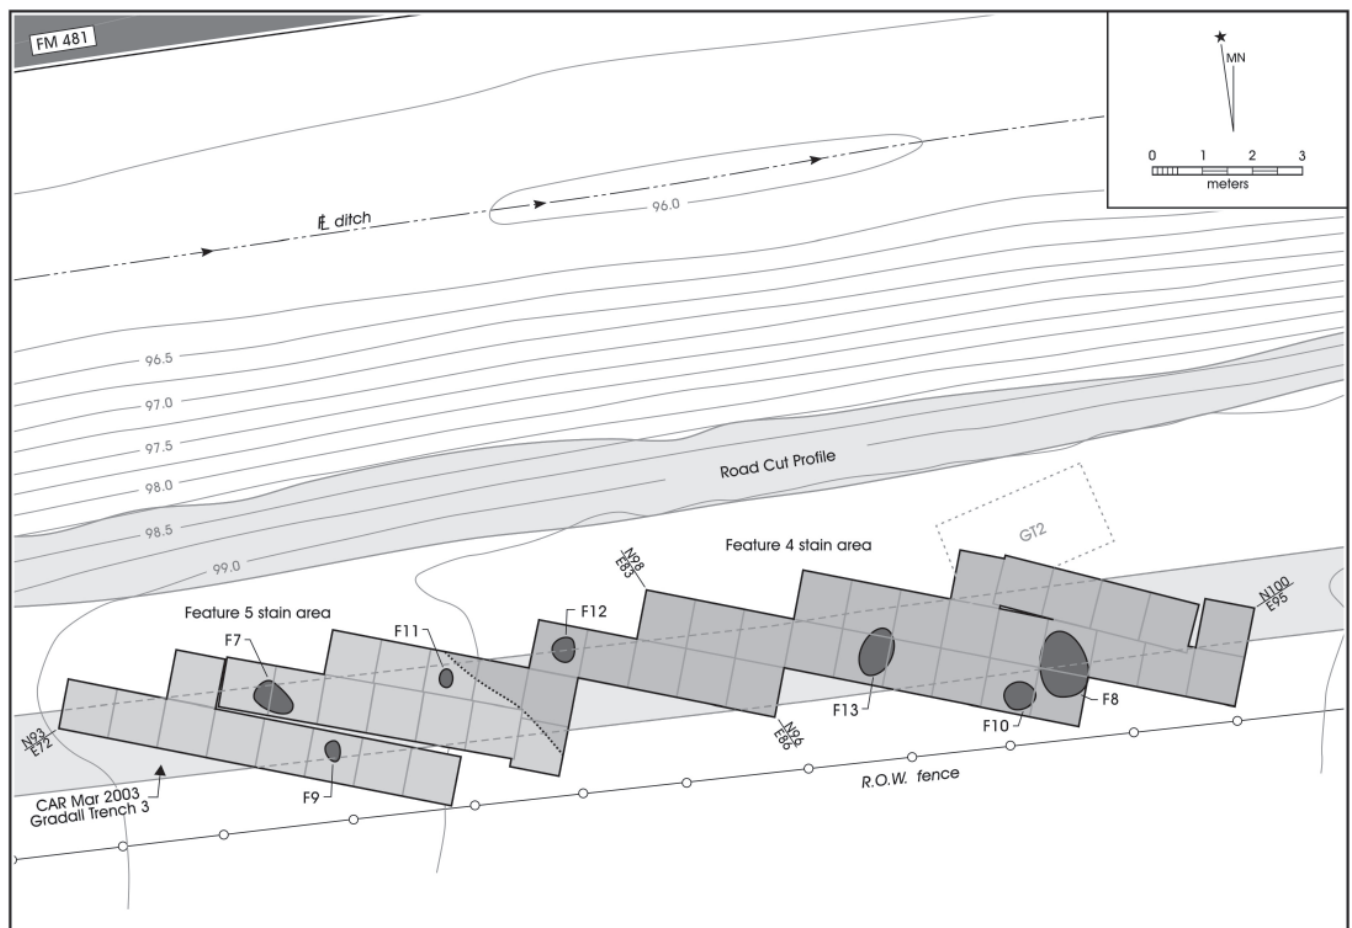 FM 481
MN
0 1 2 3
meters
℄ ditch
96.0
96.5
97.0
97.5
98.0
98.5
99.0
Road Cut Profile
GT2
Feature 4 stain area
N98
E83
N100
E95
Feature 5 stain area
F7
F11
F12
F13
F10
F8
N93
E72
N96
E86
F9
CAR Mar 2003
Gradall Trench 3
R.O.W. fence